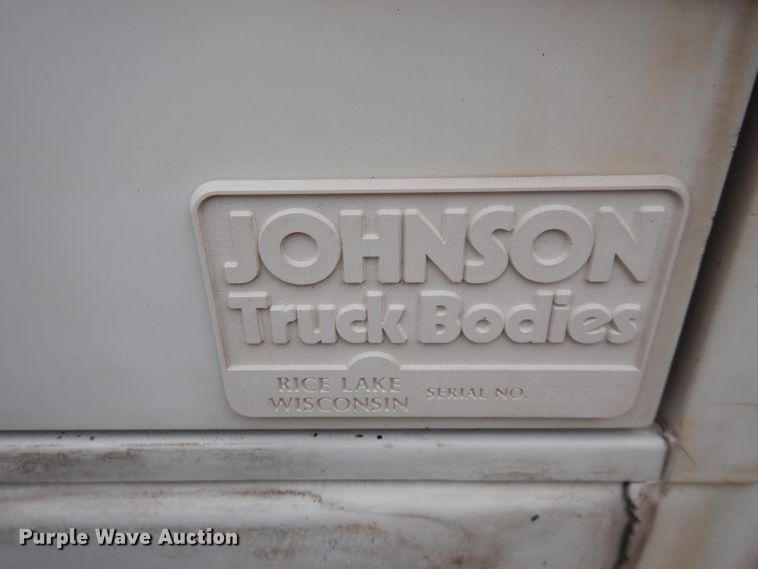 JOHNSON
Truck Bodies
RICE LAKE
WISCONSIN
SERIAL NO.
Purple Wave Auction®